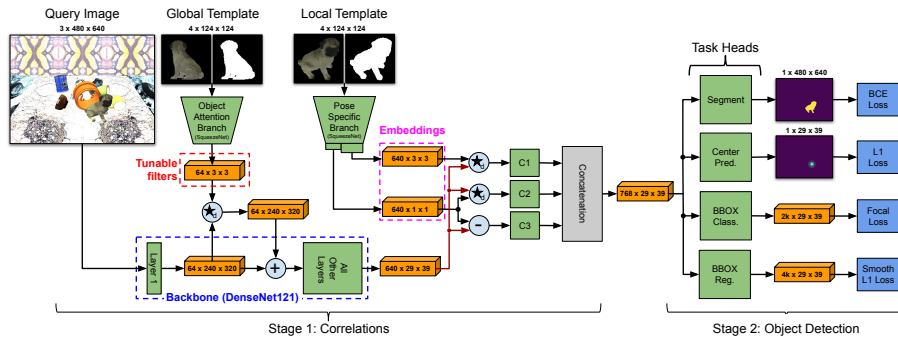 Query Image
3 x 480 x 640
Global Template
4 x 124 x 124
Local Template
4 x 124 x 124
Object
Attention
Branch
(SqueezeNet)
Pose
Specific
Branch
(SqueezeNet)
Tunable
filters
64 x 3 x 3
Embeddings
640 x 3 x 3
640 x 1 x 1
64 x 240 x 320
Layer 1
64 x 240 x 320
All
Other
Layers
640 x 29 x 39
Backbone (DenseNet121)
C1
C2
C3
Concatenation
768 x 29 x 39
Stage 1: Correlations
Task Heads
Segment
1 x 480 x 640
BCE
Loss
Center
Pred.
1 x 29 x 39
L1
Loss
BBOX
Class.
2k x 29 x 39
Focal
Loss
BBOX
Reg.
4k x 29 x 39
Smooth
L1 Loss
Stage 2: Object Detection